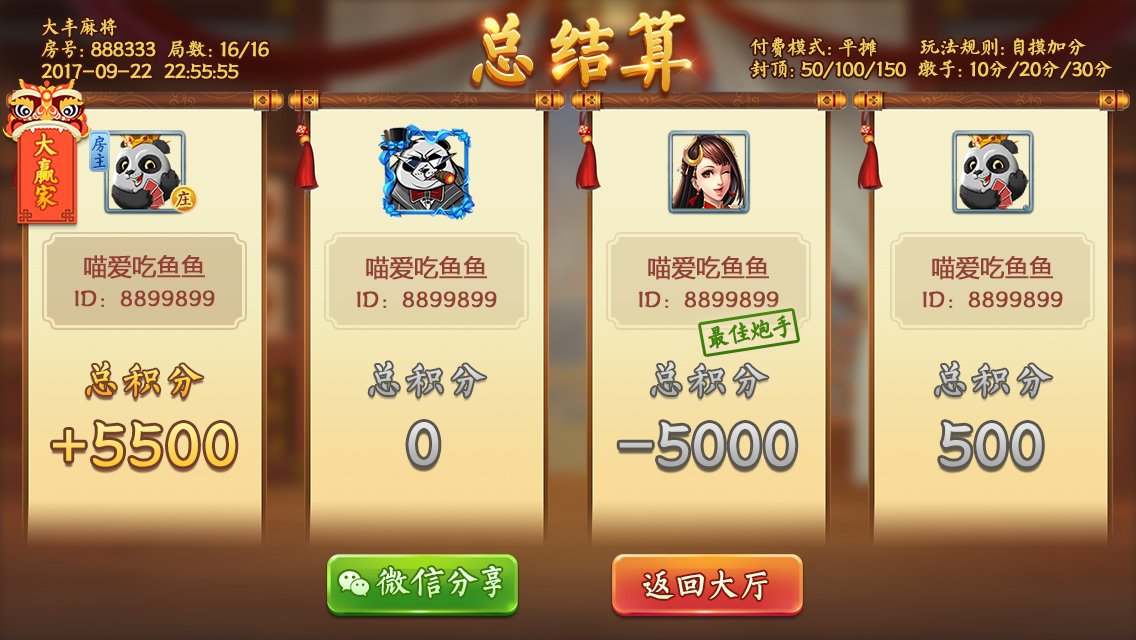 大丰麻将
房号: 888333 局数: 16/16
2017-09-22 22:55:55
总结算
付费模式: 平摊 玩法规则: 自摸加分
封顶: 50/100/150 墩子: 10分/20分/30分
大赢家
房主
庄
喵爱吃鱼鱼
ID: 8899899
总积分
+5500
喵爱吃鱼鱼
ID: 8899899
总积分
0
喵爱吃鱼鱼
ID: 8899899
最佳炮手
总积分
-5000
喵爱吃鱼鱼
ID: 8899899
总积分
500
微信分享
返回大厅